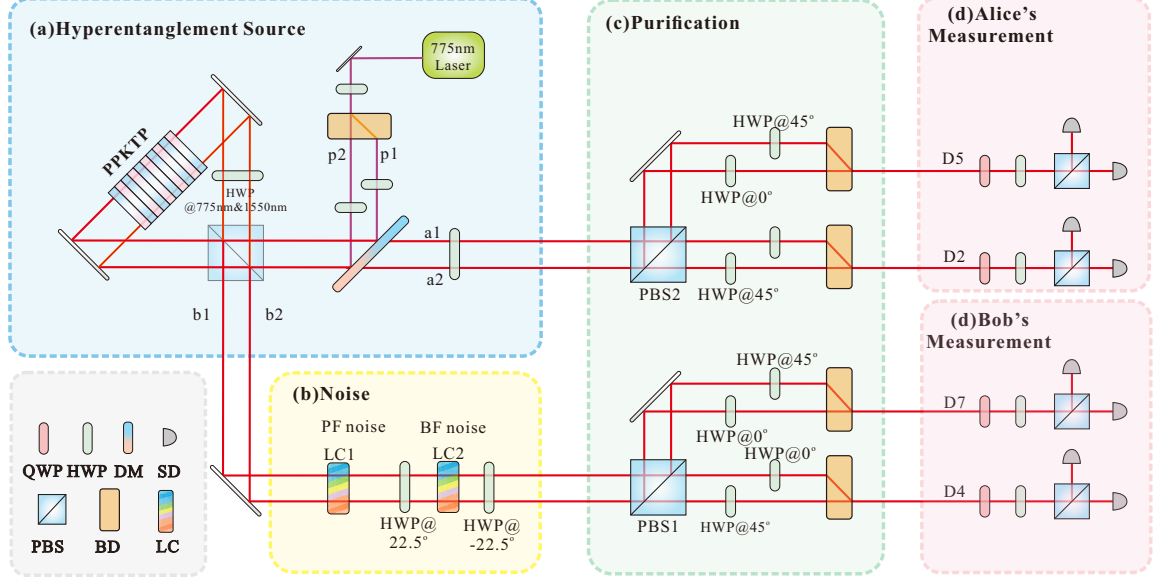 (a)Hyperentanglement Source
775nm
Laser
PPKTP
p2
p1
HWP
@775nm&1550nm
a1
a2
b1
b2
(b)Noise
PF noise
BF noise
LC1
LC2
HWP@
22.5°
HWP@
-22.5°
(c)Purification
HWP@45°
HWP@0°
PBS2
HWP@45°
HWP@45°
HWP@0°
HWP@0°
PBS1
HWP@45°
(d)Alice's
Measurement
D5
D2
(d)Bob's
Measurement
D7
D4
QWP HWP DM SD
PBS BD LC